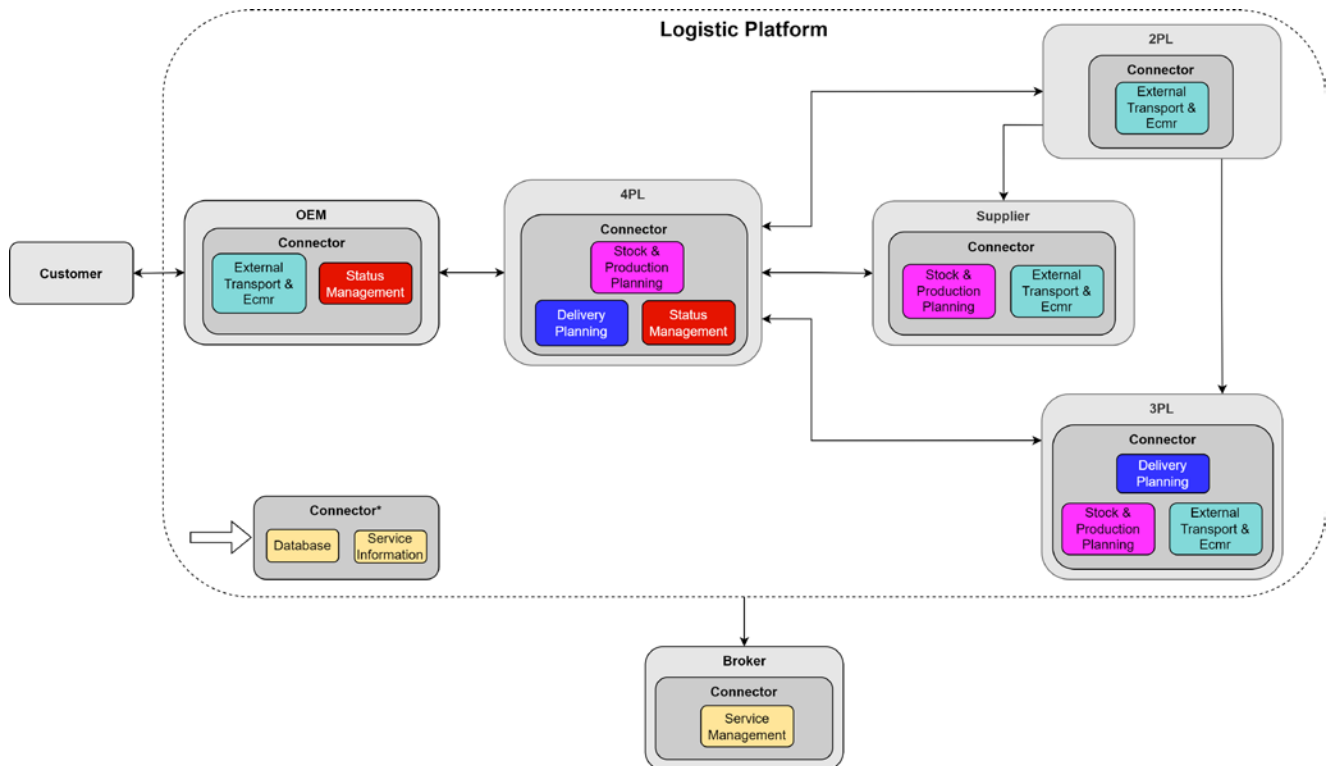 Logistic Platform
2PL
Connector
External
Transport &
Ecmr
4PL
Connector
Stock &
Production
Planning
Delivery
Planning
Status
Management
OEM
Connector
External
Transport &
Ecmr
Status
Management
Customer
Supplier
Connector
Stock &
Production
Planning
External
Transport &
Ecmr
3PL
Connector
Delivery
Planning
Stock &
Production
Planning
External
Transport &
Ecmr
Connector*
Database
Service
Information
Broker
Connector
Service
Management